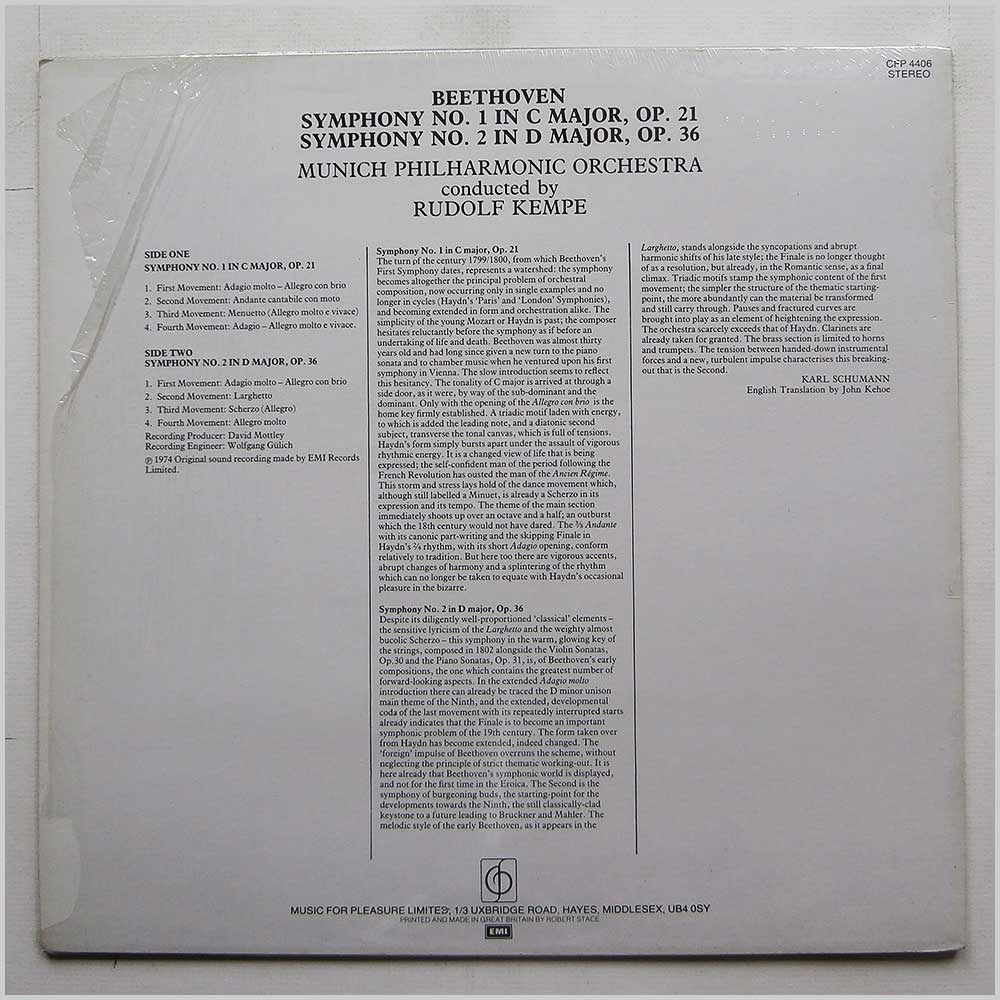 CFP 4406
STEREO
BEETHOVEN
SYMPHONY NO. 1 IN C MAJOR, OP. 21
SYMPHONY NO. 2 IN D MAJOR, OP. 36
MUNICH PHILHARMONIC ORCHESTRA
conducted by
RUDOLF KEMPE
SIDE ONE
SYMPHONY NO. 1 IN C MAJOR, OP. 21
1. First Movement: Adagio molto – Allegro con brio
2. Second Movement: Andante cantabile con moto
3. Third Movement: Menuetto (Allegro molto e vivace)
4. Fourth Movement: Adagio – Allegro molto e vivace.
SIDE TWO
SYMPHONY NO. 2 IN D MAJOR, OP. 36
1. First Movement: Adagio molto – Allegro con brio
2. Second Movement: Larghetto
3. Third Movement: Scherzo (Allegro)
4. Fourth Movement: Allegro molto
Recording Producer: David Mottley
Recording Engineer: Wolfgang Gülich
℗ 1974 Original sound recording made by EMI Records
Limited.
Symphony No. 1 in C major, Op. 21
The turn of the century 1799/1800, from which Beethoven's
First Symphony dates, represents a watershed: the symphony
becomes altogether the principal problem of orchestral
composition, now occurring only in single examples and no
longer in cycles (Haydn's 'Paris' and 'London' Symphonies),
and becoming extended in form and orchestration alike. The
simplicity of the young Mozart or Haydn is past; the composer
hesitates reluctantly before the symphony as if before an
undertaking of life and death. Beethoven was almost thirty
years old and had long since given a new turn to the piano
sonata and to chamber music when he ventured upon his first
symphony in Vienna. The slow introduction seems to reflect
this hesitancy. The tonality of C major is arrived at through a
side door, as it were, by way of the sub-dominant and the
dominant. Only with the opening of the Allegro con brio is the
home key firmly established. A triadic motif laden with energy,
to which is added the leading note, and a diatonic second
subject, transverse the tonal canvas, which is full of tensions.
Haydn's form simply bursts apart under the assault of vigorous
rhythmic energy. It is a changed view of life that is being
expressed; the self-confident man of the period following the
French Revolution has ousted the man of the Ancien Régime.
This storm and stress lays hold of the dance movement which,
although still labelled a Minuet, is already a Scherzo in its
expression and its tempo. The theme of the main section
immediately shoots up over an octave and a half; an outburst
which the 18th century would not have dared. The ⅜ Andante
with its canonic part-writing and the skipping Finale in
Haydn's 2/4 rhythm, with its short Adagio opening, conform
relatively to tradition. But here too there are vigorous accents,
abrupt changes of harmony and a splintering of the rhythm
which can no longer be taken to equate with Haydn's occasional
pleasure in the bizarre.
Symphony No. 2 in D major, Op. 36
Despite its diligently well-proportioned 'classical' elements –
the sensitive lyricism of the Larghetto and the weighty almost
bucolic Scherzo – this symphony in the warm, glowing key of
the strings, composed in 1802 alongside the Violin Sonatas,
Op.30 and the Piano Sonatas, Op. 31, is, of Beethoven's early
compositions, the one which contains the greatest number of
forward-looking aspects. In the extended Adagio molto
introduction there can already be traced the D minor unison
main theme of the Ninth, and the extended, developmental
coda of the last movement with its repeatedly interrupted starts
already indicates that the Finale is to become an important
symphonic problem of the 19th century. The form taken over
from Haydn has become extended, indeed changed. The
'foreign' impulse of Beethoven overruns the scheme, without
neglecting the principle of strict thematic working-out. It is
here already that Beethoven's symphonic world is displayed,
and not for the first time in the Eroica. The Second is the
symphony of burgeoning buds, the starting-point for the
developments towards the Ninth, the still classically-clad
keystone to a future leading to Bruckner and Mahler. The
melodic style of the early Beethoven, as it appears in the
Larghetto, stands alongside the syncopations and abrupt
harmonic shifts of his late style; the Finale is no longer thought
of as a resolution, but already, in the Romantic sense, as a final
climax. Triadic motifs stamp the symphonic content of the first
movement; the simpler the structure of the thematic starting-
point, the more abundantly can the material be transformed
and still carry through. Pauses and fractured curves are
brought into play as an element of heightening the expression.
The orchestra scarcely exceeds that of Haydn. Clarinets are
already taken for granted. The brass section is limited to horns
and trumpets. The tension between handed-down instrumental
forces and a new, turbulent impulse characterises this breaking-
out that is the Second.
KARL SCHUMANN
English Translation by John Kehoe
MUSIC FOR PLEASURE LIMITED, 1/3 UXBRIDGE ROAD, HAYES, MIDDLESEX, UB4 0SY
PRINTED AND MADE IN GREAT BRITAIN BY ROBERT STACE
EMI